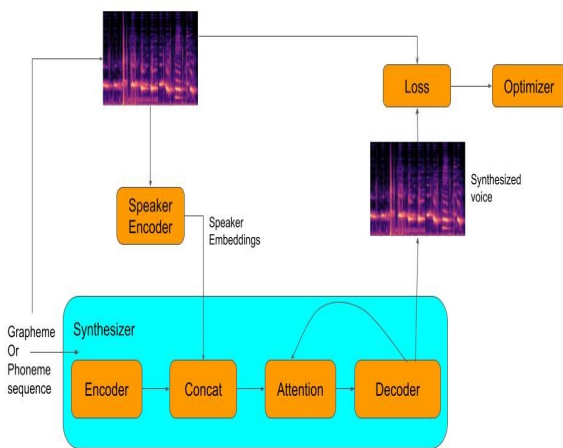 Loss
Optimizer
Synthesized
voice
Speaker
Encoder
Speaker
Embeddings
Grapheme
Or
Phoneme
sequence
Synthesizer
Encoder
Concat
Attention
Decoder